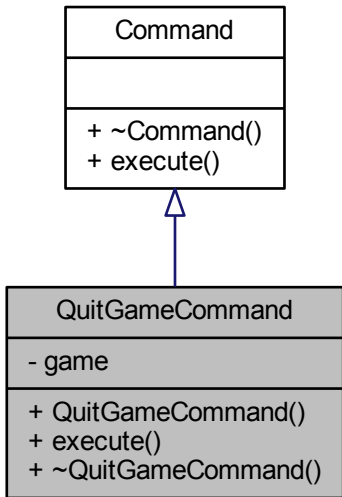 Command
+ ~Command()
+ execute()
QuitGameCommand
- game
+ QuitGameCommand()
+ execute()
+ ~QuitGameCommand()